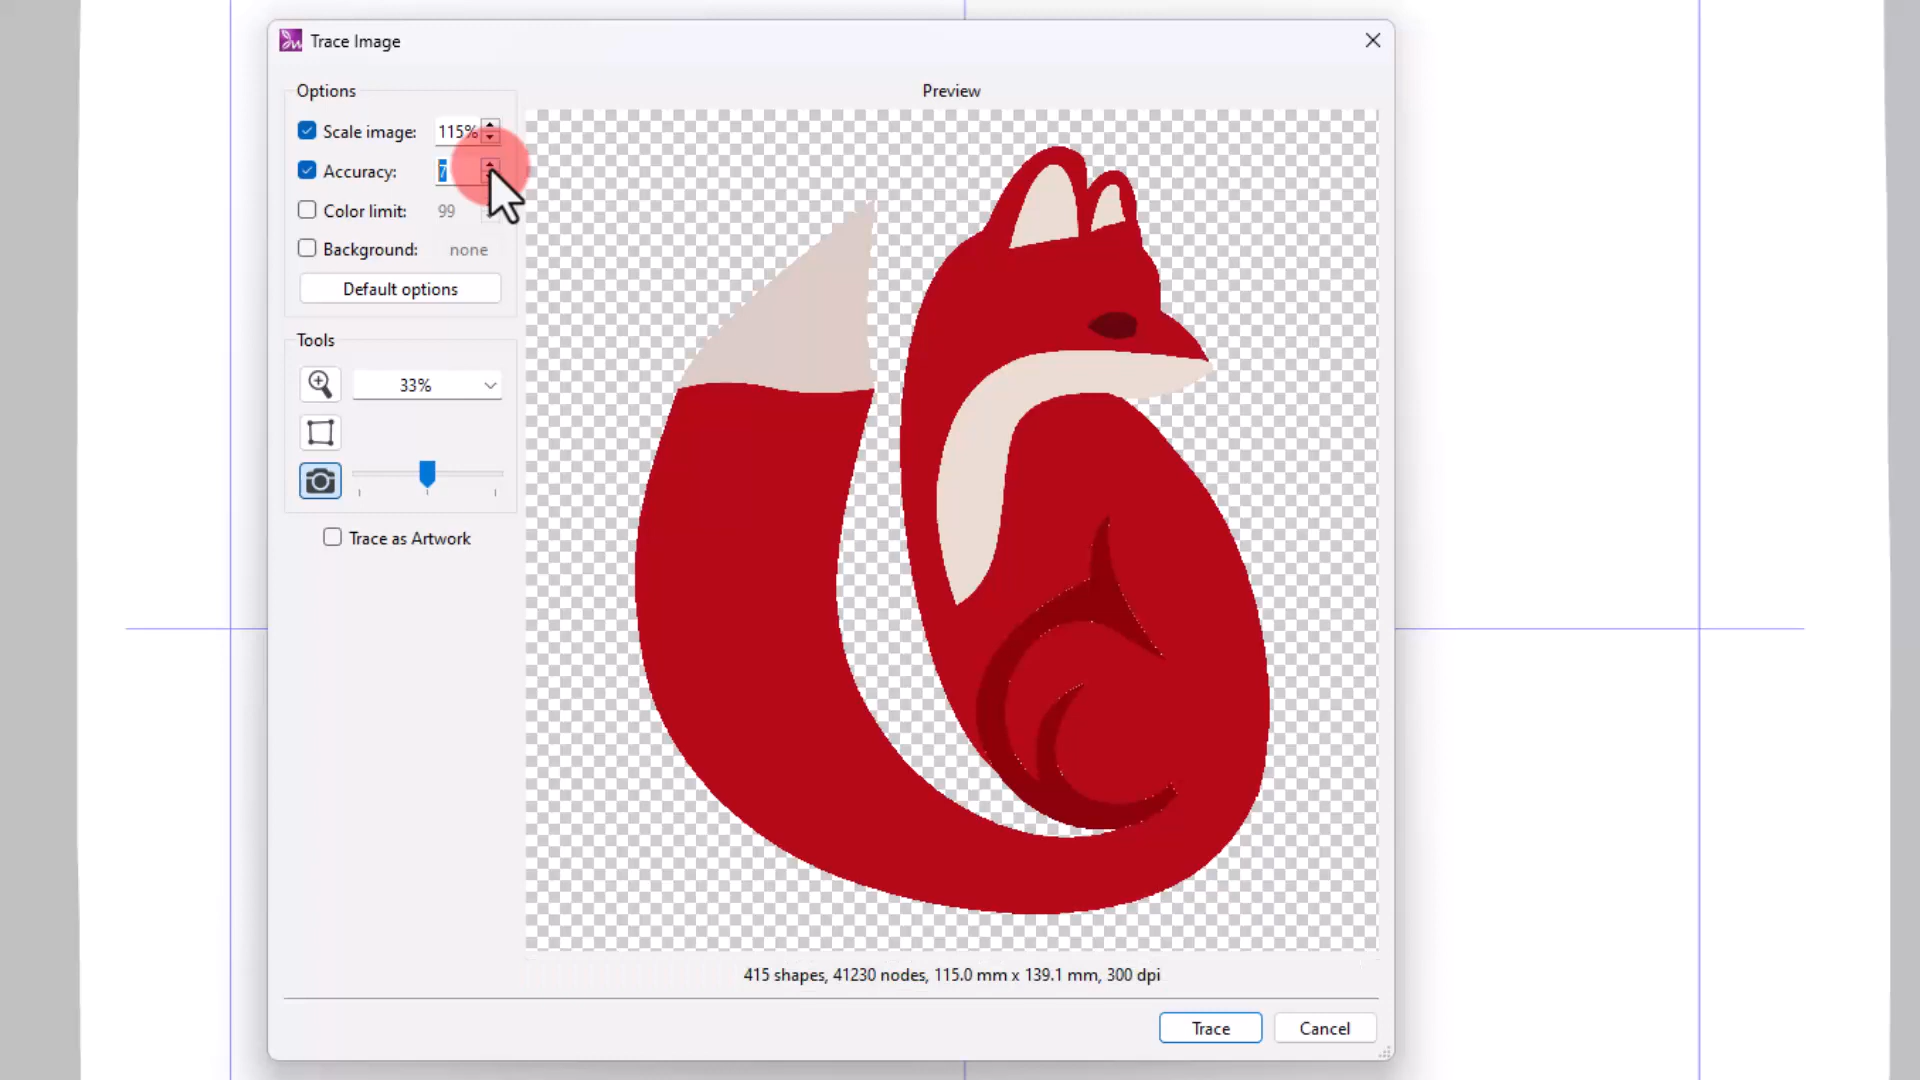 Trace Image
Options
Preview
Scale image: 115%
Accuracy: 7
Color limit: 99
Background: none
Default options
Tools
33%
Trace as Artwork
415 shapes, 41230 nodes, 115.0 mm x 139.1 mm, 300 dpi
Trace
Cancel